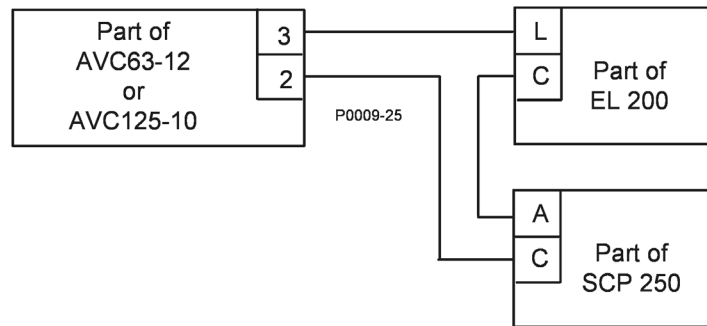 Part of
AVC63-12
or
AVC125-10
3
2
P0009-25
L
C
Part of
EL 200
A
C
Part of
SCP 250